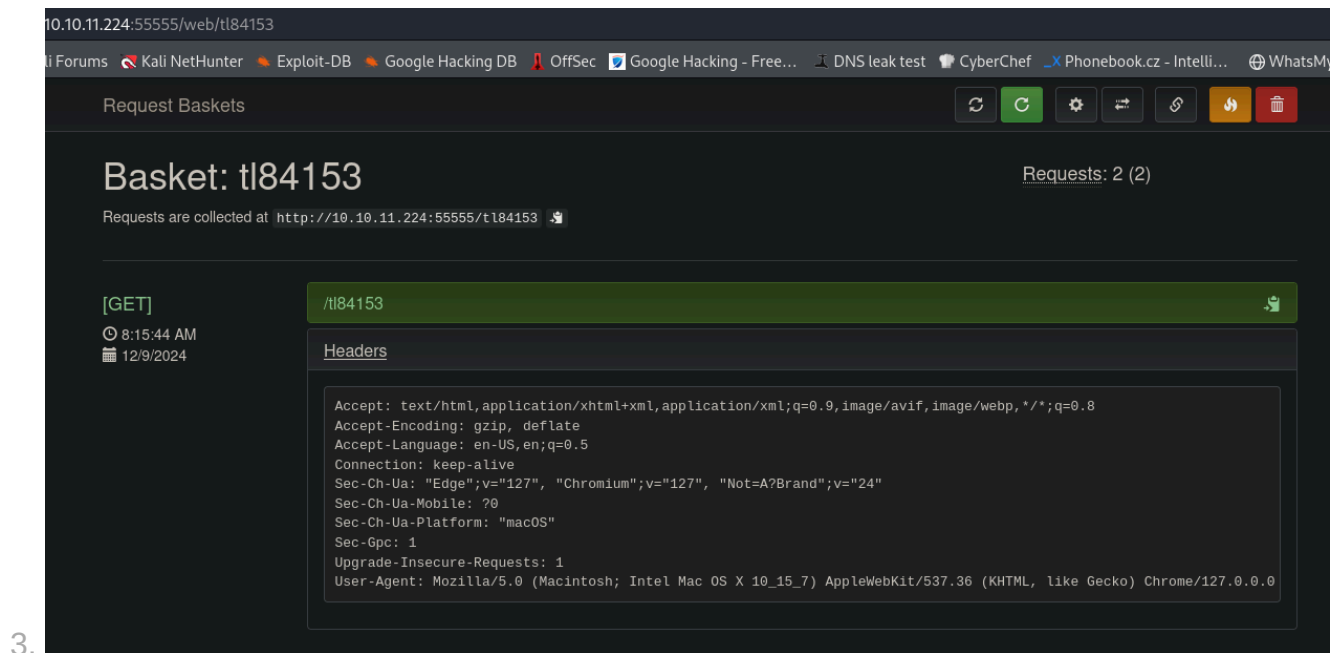 10.10.11.224:55555/web/tl84153
li Forums Kali NetHunter Exploit-DB Google Hacking DB OffSec Google Hacking - Free... DNS leak test CyberChef Phonebook.cz - Intelli... WhatsMy
Request Baskets
Basket: tl84153
Requests: 2 (2)
Requests are collected at http://10.10.11.224:55555/tl84153
[GET]
/tl84153
8:15:44 AM
12/9/2024
Headers
Accept: text/html,application/xhtml+xml,application/xml;q=0.9,image/avif,image/webp,*/*;q=0.8
Accept-Encoding: gzip, deflate
Accept-Language: en-US,en;q=0.5
Connection: keep-alive
Sec-Ch-Ua: "Edge";v="127", "Chromium";v="127", "Not=A?Brand";v="24"
Sec-Ch-Ua-Mobile: ?0
Sec-Ch-Ua-Platform: "macOS"
Sec-Gpc: 1
Upgrade-Insecure-Requests: 1
User-Agent: Mozilla/5.0 (Macintosh; Intel Mac OS X 10_15_7) AppleWebKit/537.36 (KHTML, like Gecko) Chrome/127.0.0.0
3.